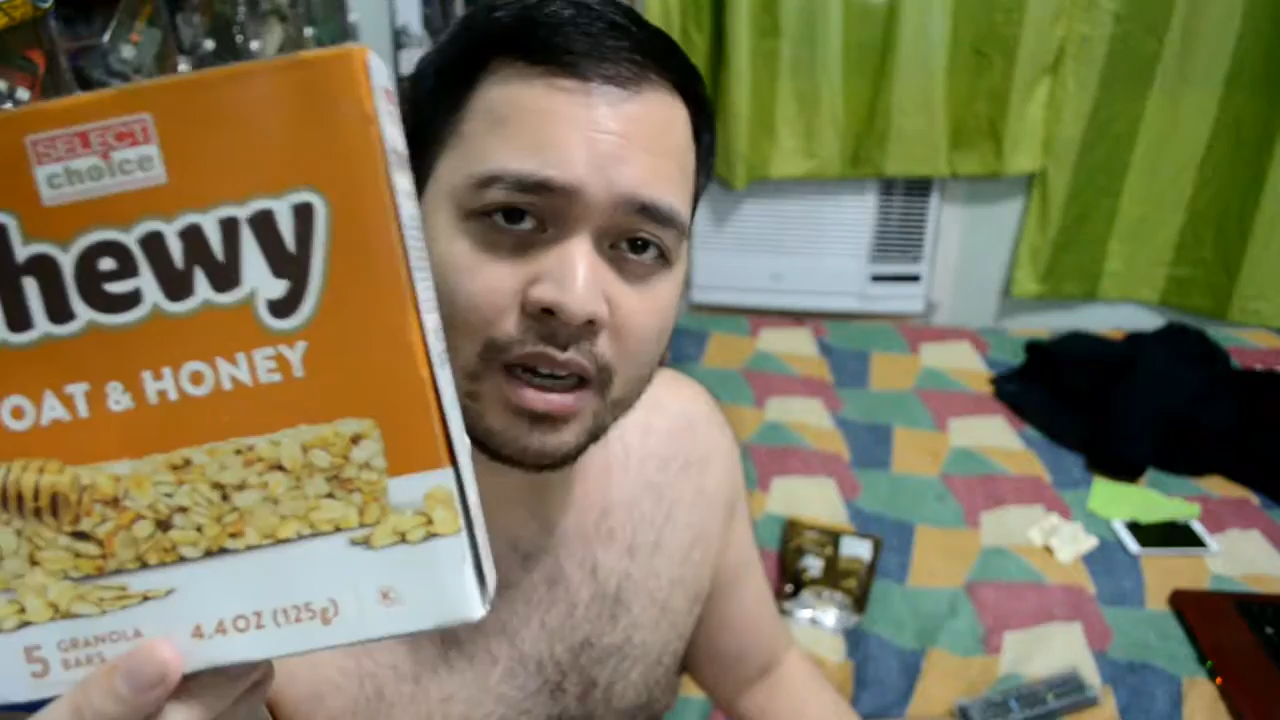 SELECT
choice
hewy
OAT & HONEY
5 GRANOLA
BARS
4.4 OZ (125g)
K